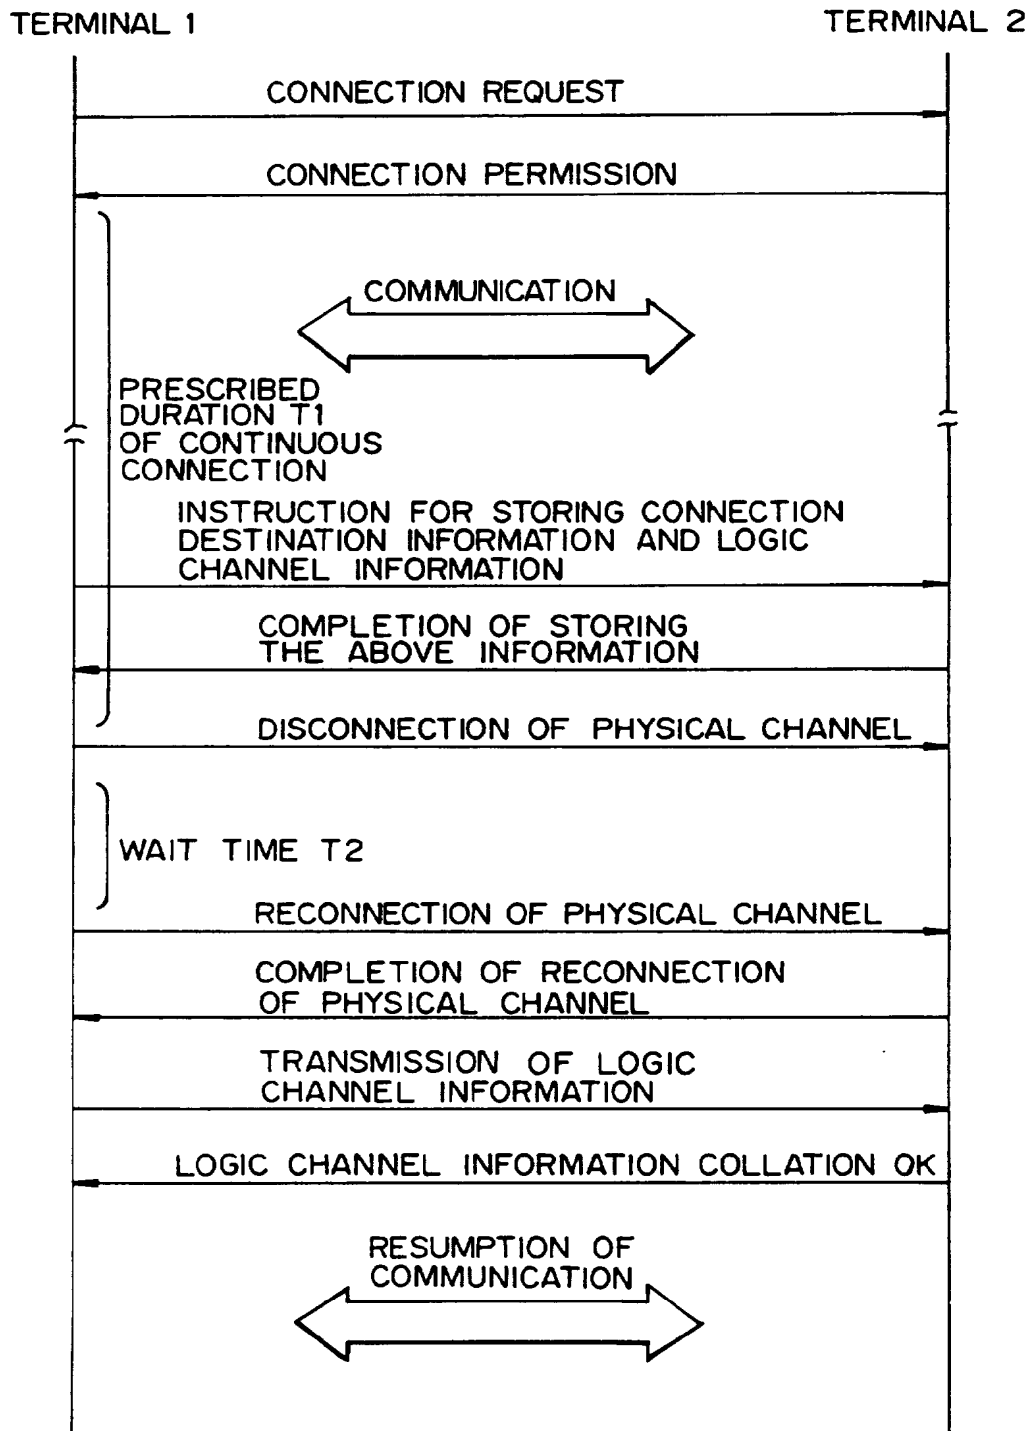 TERMINAL 1
TERMINAL 2
CONNECTION REQUEST
CONNECTION PERMISSION
COMMUNICATION
PRESCRIBED
DURATION T1
OF CONTINUOUS
CONNECTION
INSTRUCTION FOR STORING CONNECTION
DESTINATION INFORMATION AND LOGIC
CHANNEL INFORMATION
COMPLETION OF STORING
THE ABOVE INFORMATION
DISCONNECTION OF PHYSICAL CHANNEL
WAIT TIME T2
RECONNECTION OF PHYSICAL CHANNEL
COMPLETION OF RECONNECTION
OF PHYSICAL CHANNEL
TRANSMISSION OF LOGIC
CHANNEL INFORMATION
LOGIC CHANNEL INFORMATION COLLATION OK
RESUMPTION OF
COMMUNICATION